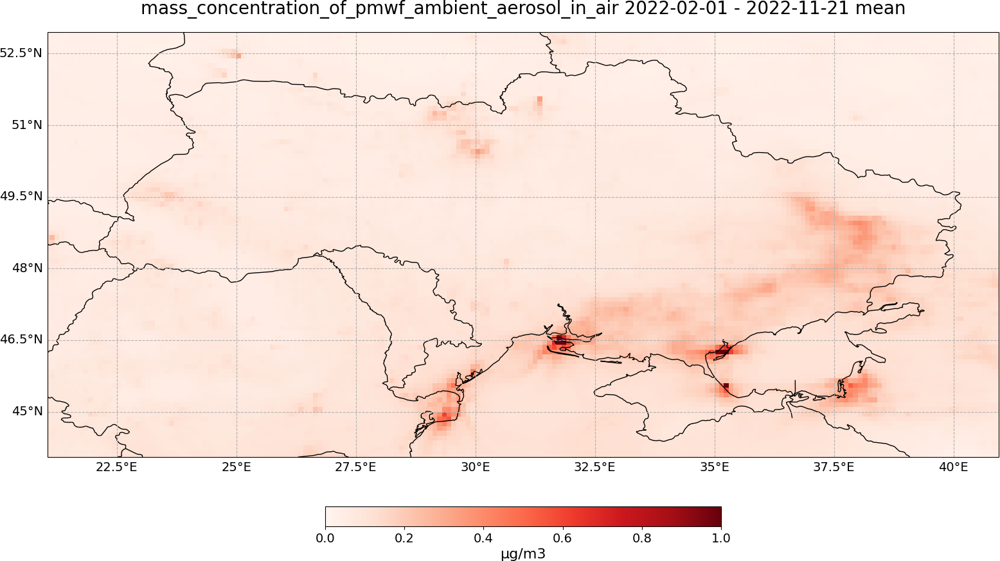 mass_concentration_of_pmwf_ambient_aerosol_in_air 2022-02-01 - 2022-11-21 mean
52.5°N
51°N
49.5°N
48°N
46.5°N
45°N
22.5°E 25°E 27.5°E 30°E 32.5°E 35°E 37.5°E 40°E
0.0 0.2 0.4 0.6 0.8 1.0
μg/m3